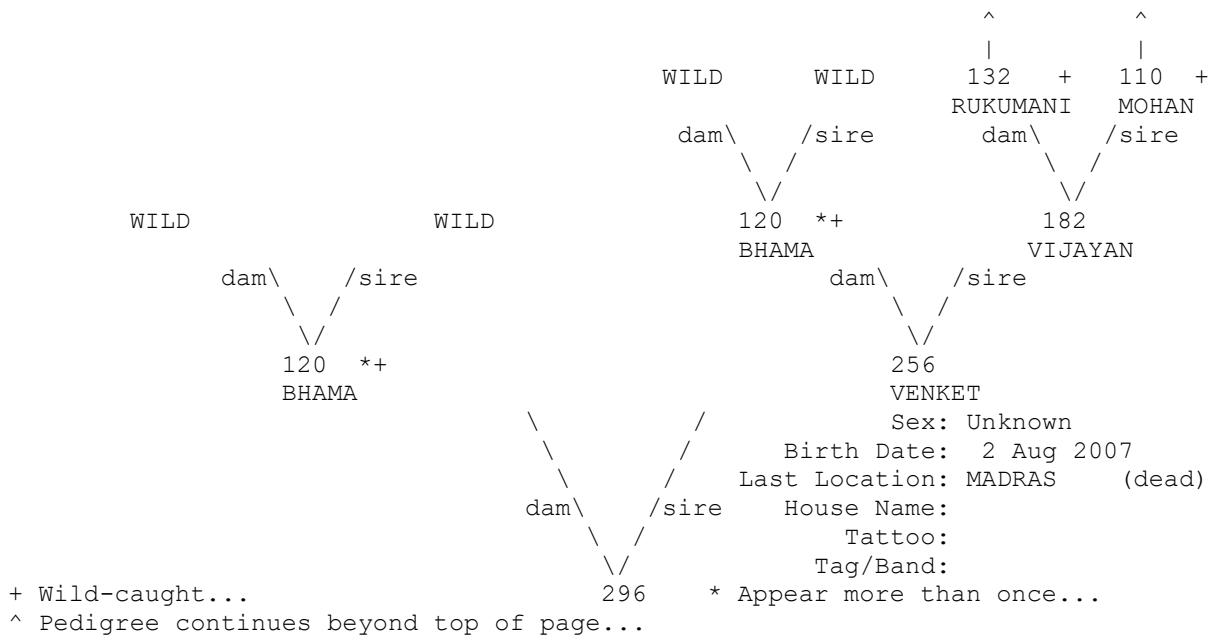 ^ ^
| |
WILD WILD 132 + 110 +
RUKUMANI MOHAN
dam\ /sire dam\ /sire
\ / \ /
\/ \/
WILD WILD 120 *+ 182
BHAMA VIJAYAN
dam\ /sire dam\ /sire
\ / \ /
\/ \/
120 *+ 256
BHAMA VENKET
\ / Sex: Unknown
\ / Birth Date: 2 Aug 2007
\ / Last Location: MADRAS (dead)
dam\ /sire House Name:
\ / Tattoo:
\/ Tag/Band:
+ Wild-caught... 296 * Appear more than once...
^ Pedigree continues beyond top of page...